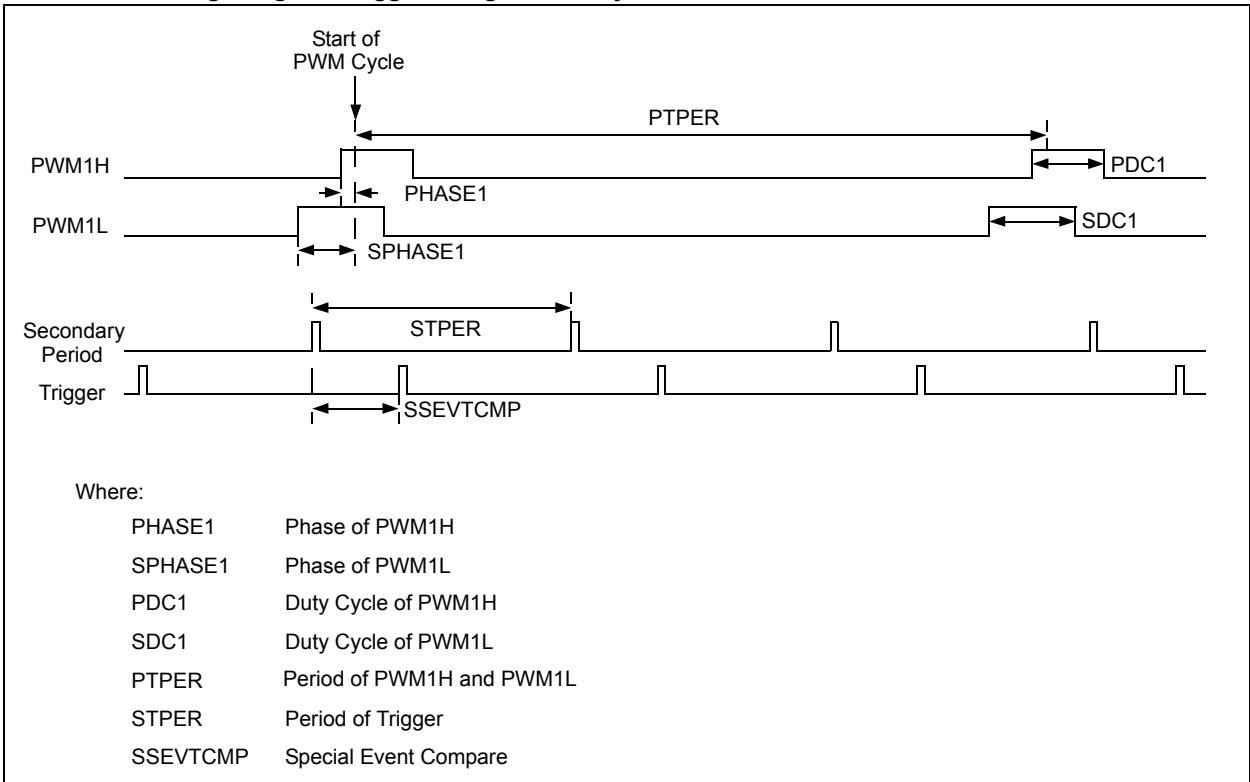 Start of
PWM Cycle
PTPER
PWM1H
PDC1
PHASE1
PWM1L
SDC1
SPHASE1
Secondary
Period
STPER
Trigger
SSEVTCMP
Where:
PHASE1 Phase of PWM1H
SPHASE1 Phase of PWM1L
PDC1 Duty Cycle of PWM1H
SDC1 Duty Cycle of PWM1L
PTPER Period of PWM1H and PWM1L
STPER Period of Trigger
SSEVTCMP Special Event Compare